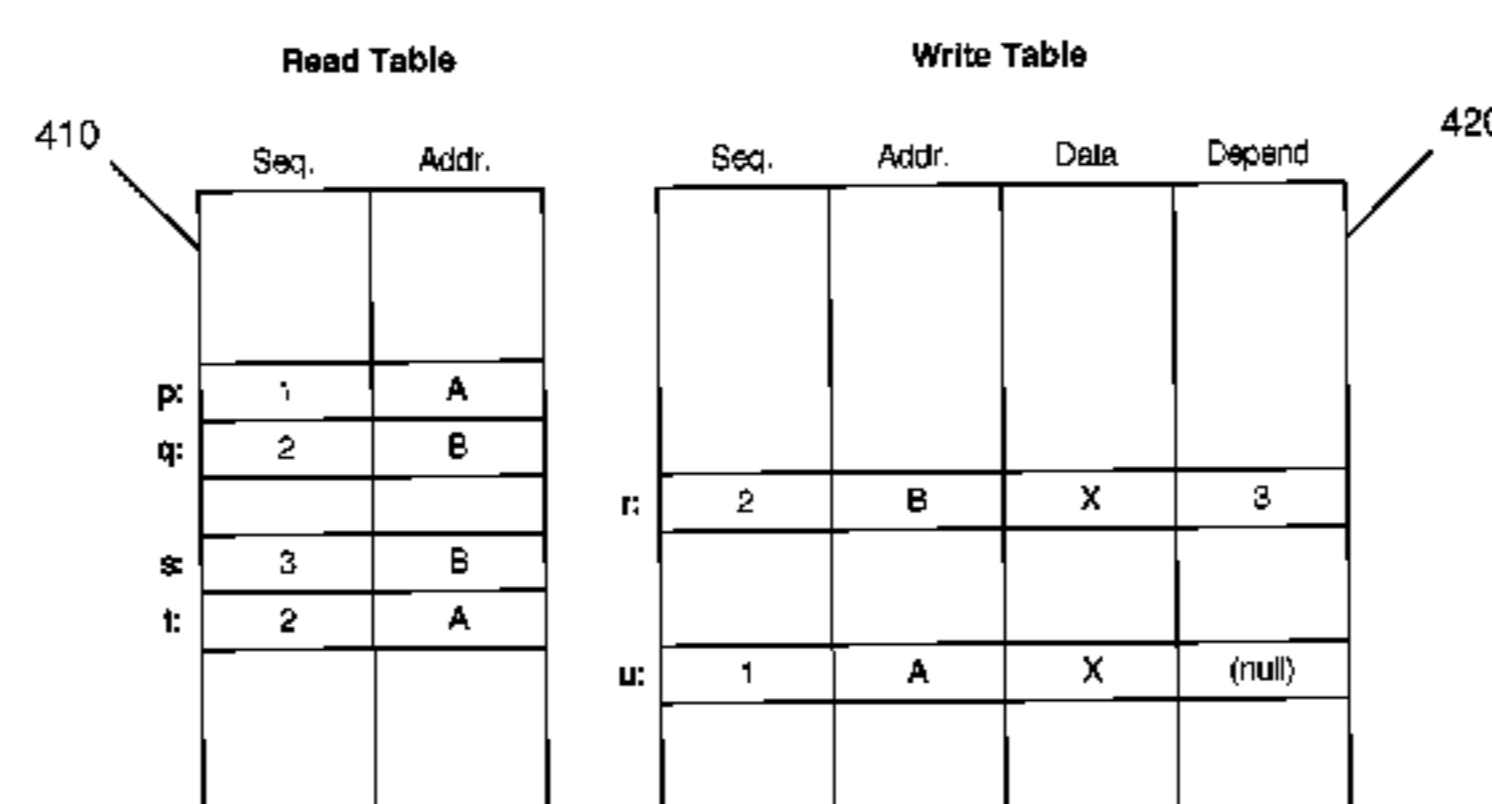 Read Table
Write Table
410
420
Seq. Addr.
Seq. Addr. Data Depend
p: 1 A
q: 2 B
r: 2 B X 3
s: 3 B
t: 2 A
u: 1 A X (null)